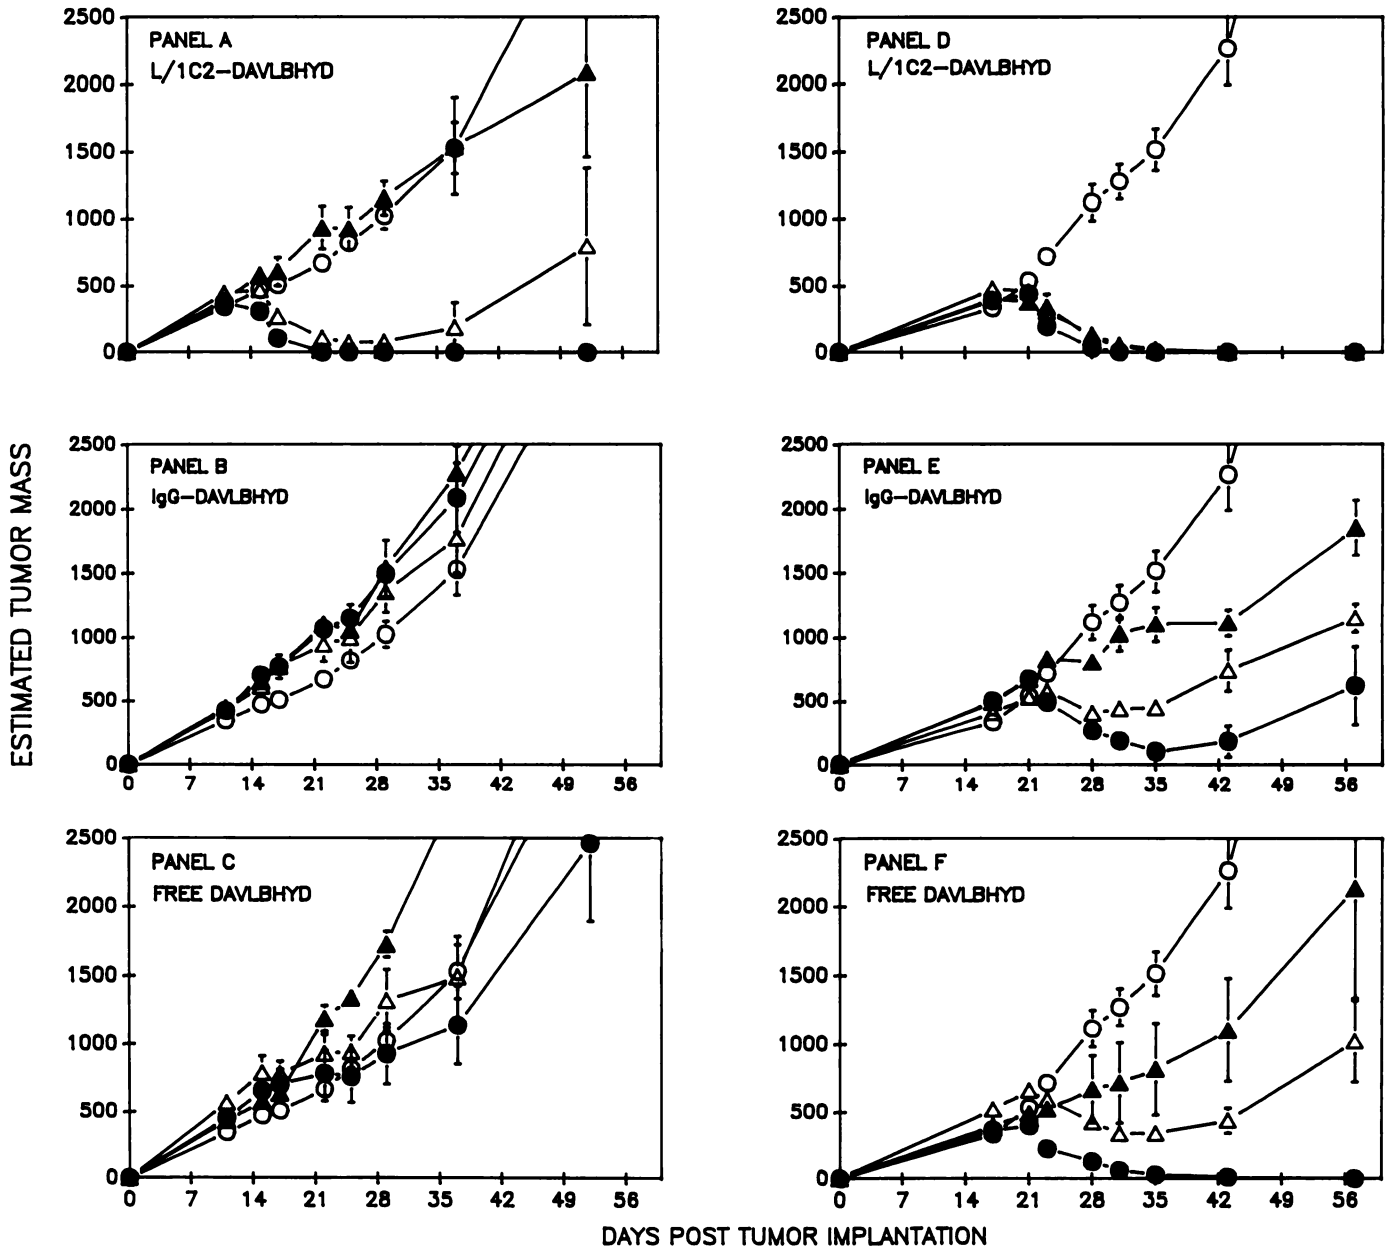 PANEL A
L/1C2-DAVLBHYD
2500
2000
1500
1000
500
0
PANEL D
L/1C2-DAVLBHYD
2500
2000
1500
1000
500
0
ESTIMATED TUMOR MASS
PANEL B
IgG-DAVLBHYD
2500
2000
1500
1000
500
0
0 7 14 21 28 35 42 49 56
PANEL E
IgG-DAVLBHYD
2500
2000
1500
1000
500
0
0 7 14 21 28 35 42 49 56
PANEL C
FREE DAVLBHYD
2500
2000
1500
1000
500
0
0 7 14 21 28 35 42 49 56
PANEL F
FREE DAVLBHYD
2500
2000
1500
1000
500
0
0 7 14 21 28 35 42 49 56
DAYS POST TUMOR IMPLANTATION